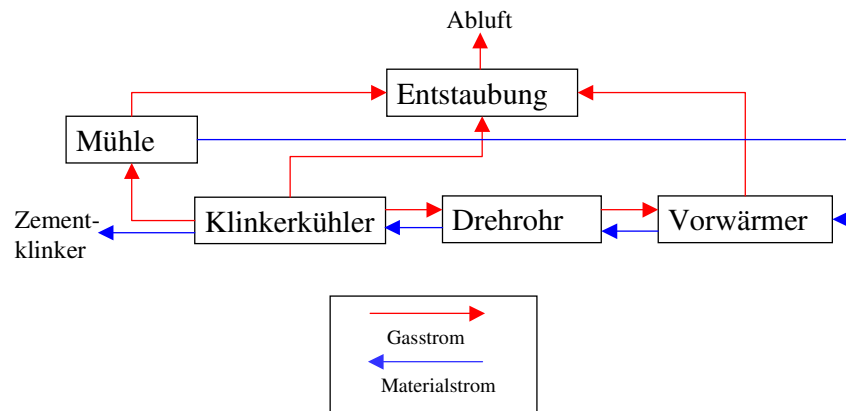 Abluft
Entstaubung
Mühle
Zement-
klinker
Klinkerkühler
Drehrohr
Vorwärmer
Gasstrom
Materialstrom